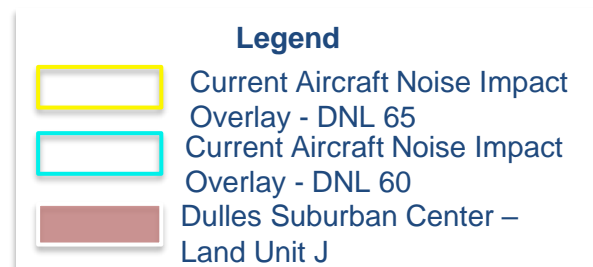 Legend
Current Aircraft Noise Impact
Overlay - DNL 65
Current Aircraft Noise Impact
Overlay - DNL 60
Dulles Suburban Center –
Land Unit J